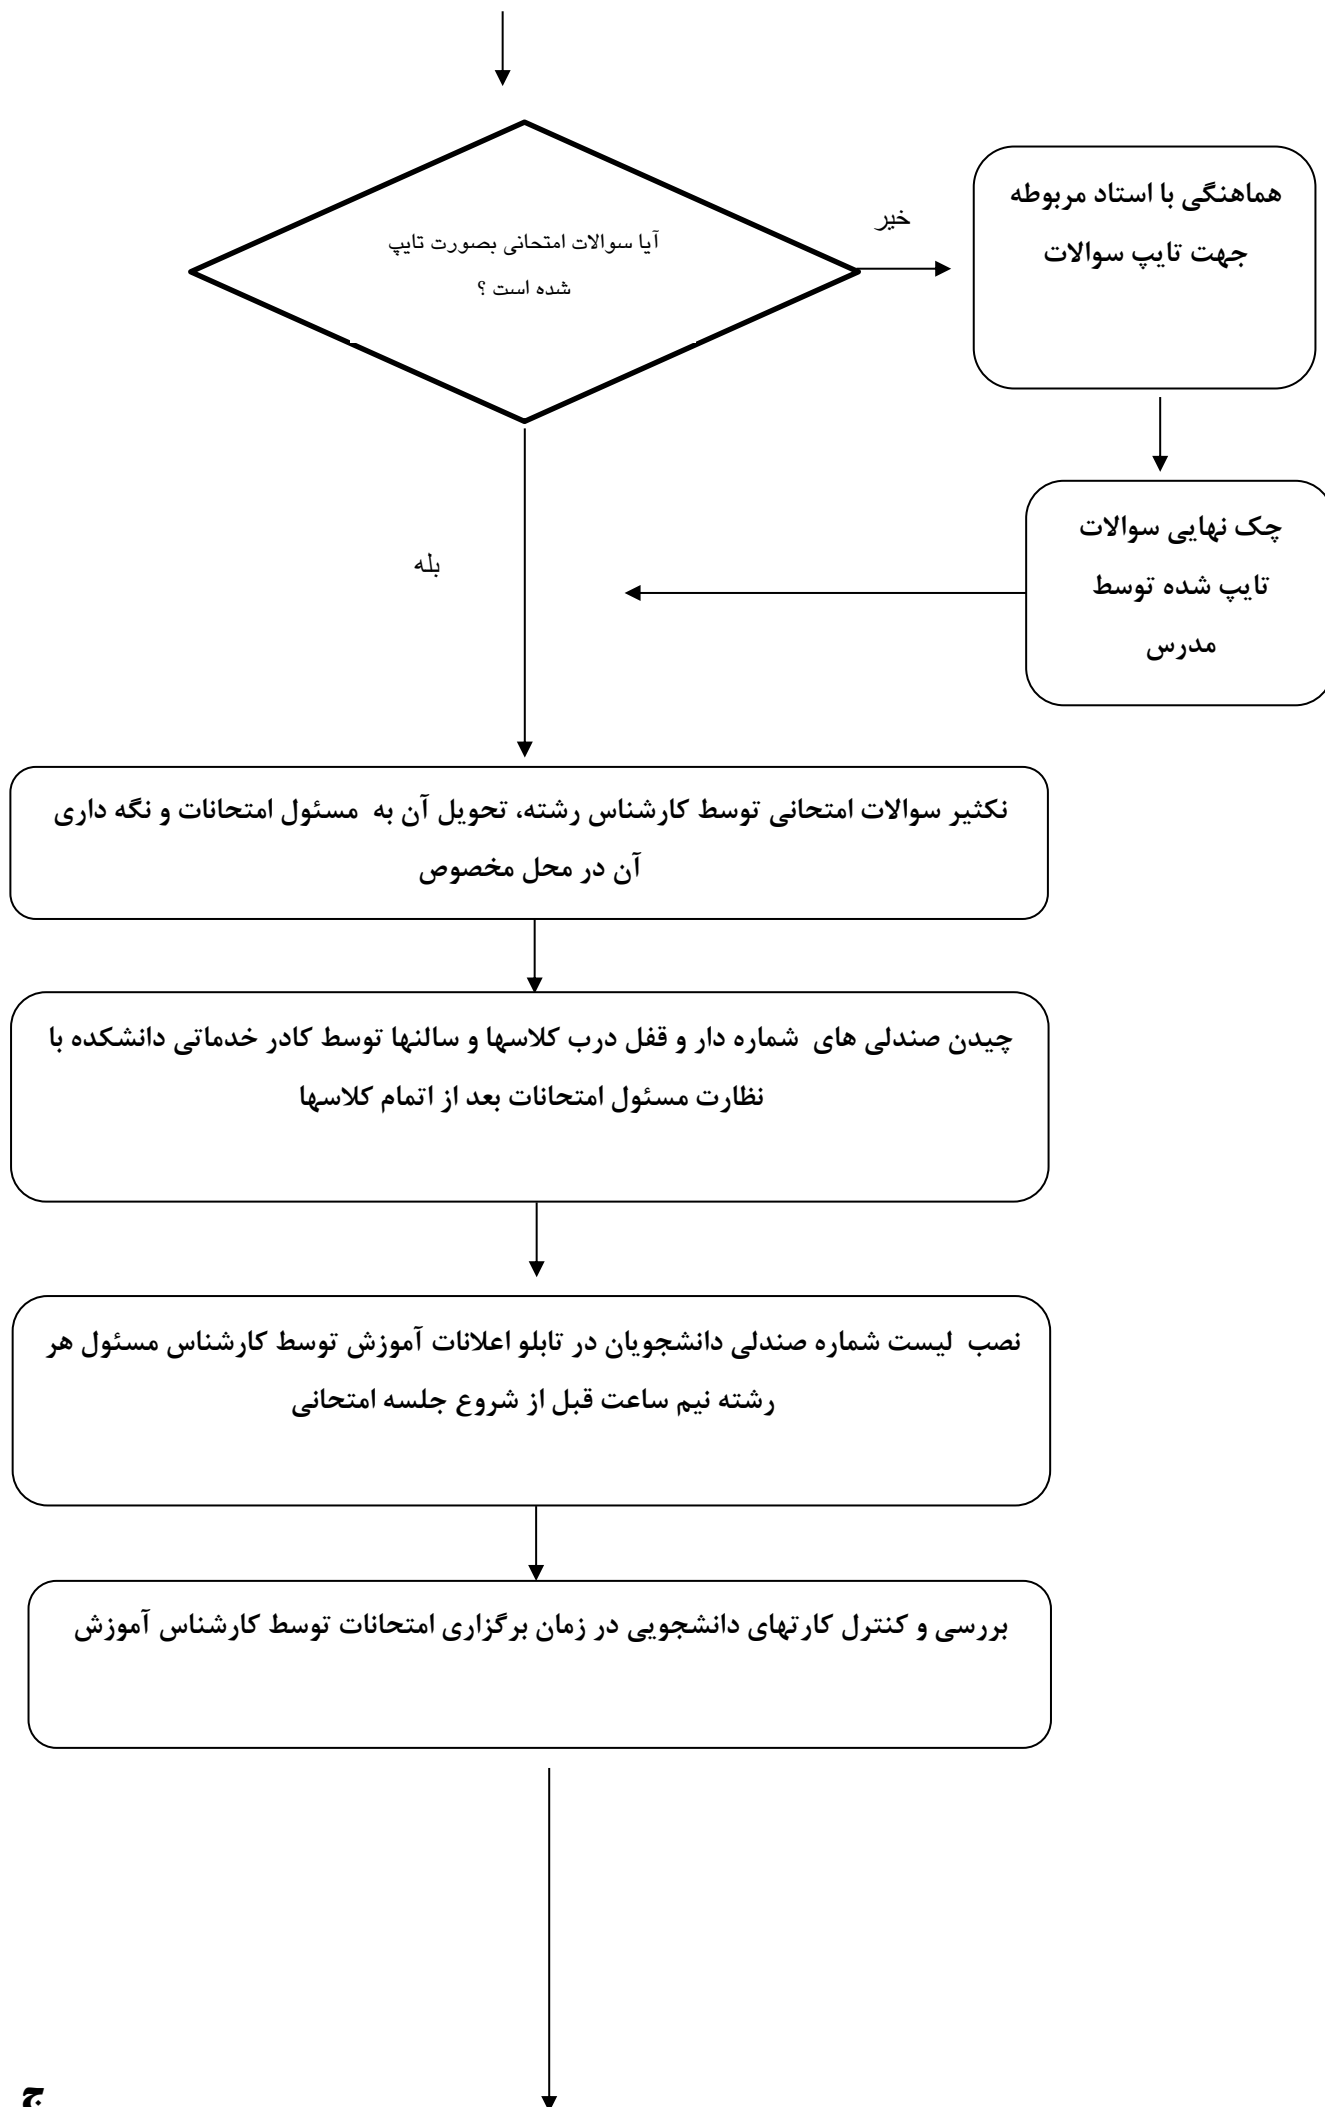 آیا سوالات امتحانی بصورت تایپ
شده است ؟
خیر
هماهنگی با استاد مربوطه
جهت تایپ سوالات
چک نهایی سوالات
تایپ شده توسط
مدرس
بله
نکثیر سوالات امتحانی توسط کارشناس رشته، تحویل آن به مسئول امتحانات و نگه داری
آن در محل مخصوص
چیدن صندلی های شماره دار و قفل درب کلاسها و سالنها توسط کادر خدماتی دانشکده با
نظارت مسئول امتحانات بعد از اتمام کلاسها
نصب لیست شماره صندلی دانشجویان در تابلو اعلانات آموزش توسط کارشناس مسئول هر
رشته نیم ساعت قبل از شروع جلسه امتحانی
بررسی و کنترل کارتهای دانشجویی در زمان برگزاری امتحانات توسط کارشناس آموزش
ج